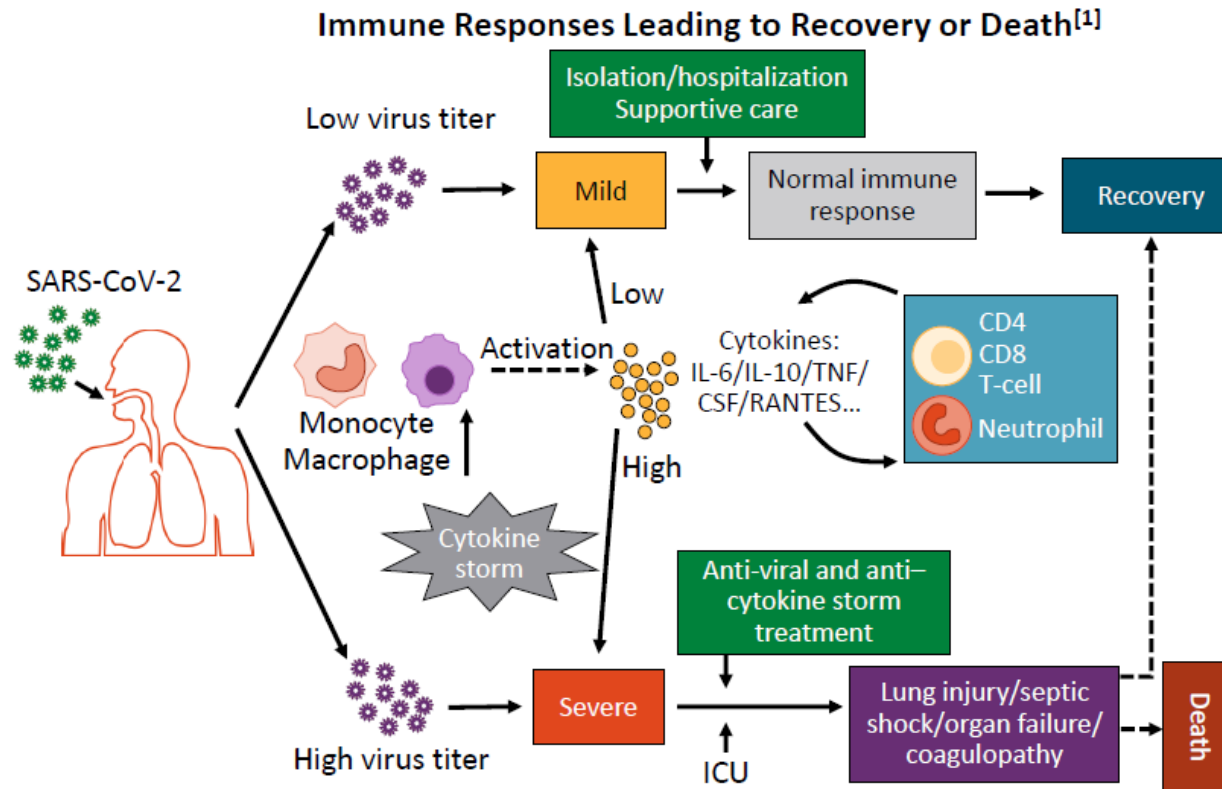 Immune Responses Leading to Recovery or Death[1]
Isolation/hospitalization
Supportive care
Low virus titer
Mild
Normal immune
response
Recovery
SARS-CoV-2
Low
Activation
Cytokines:
IL-6/IL-10/TNF/
CSF/RANTES...
CD4
CD8
T-cell
Neutrophil
Monocyte
Macrophage
High
Cytokine
storm
Anti-viral and anti–
cytokine storm
treatment
Severe
Lung injury/septic
shock/organ failure/
coagulopathy
Death
High virus titer
ICU